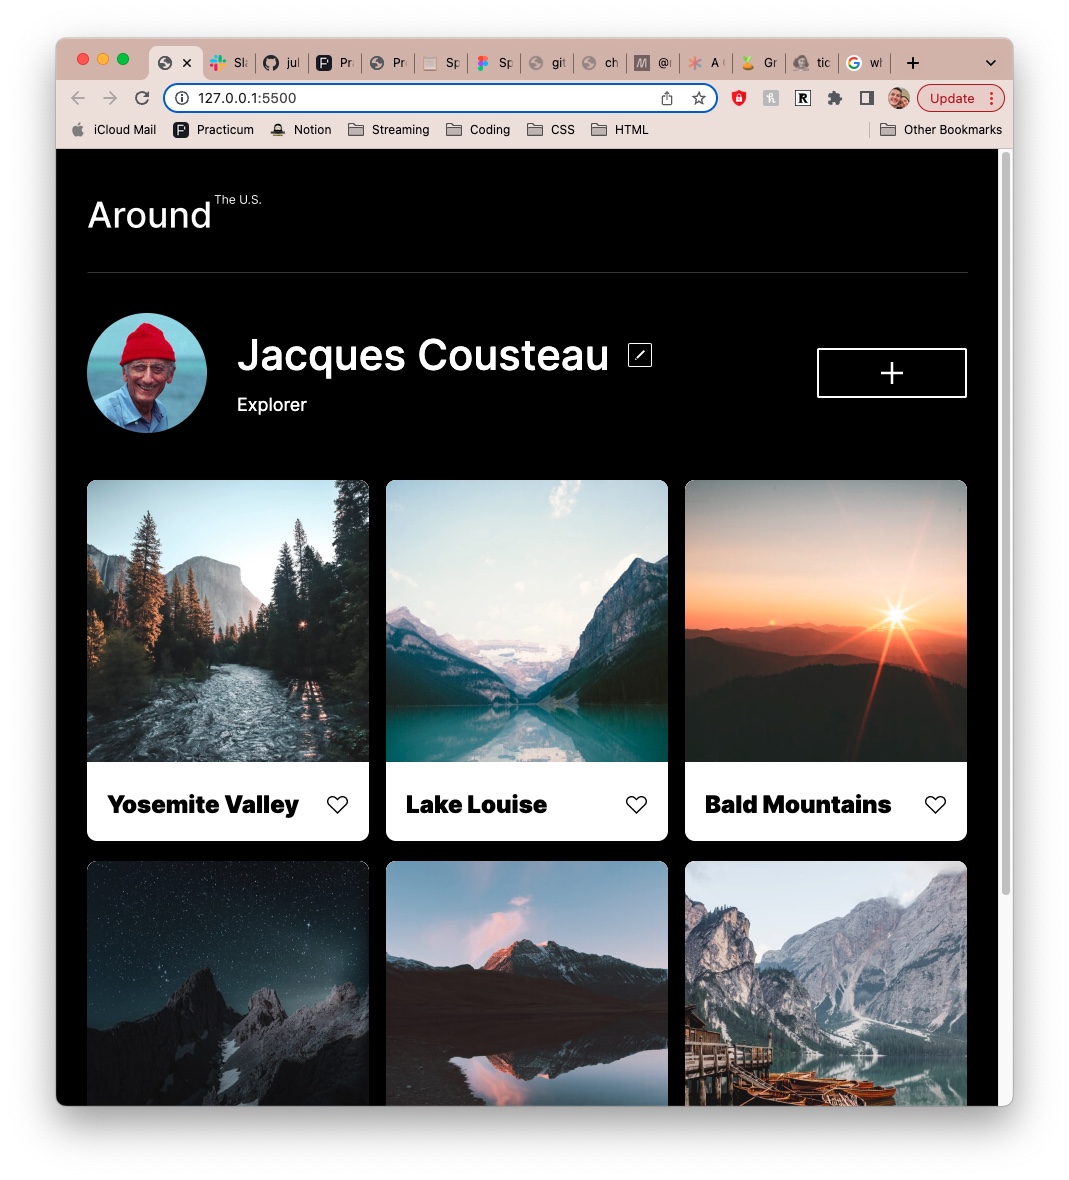 Sl
jul
Pr
Pr
Sp
Sp
git
ch
@
A
Gr
tic
G
wl
127.0.0.1:5500
R
Update
iCloud Mail
Practicum
Notion
Streaming
Coding
CSS
HTML
Other Bookmarks
Around
The U.S.
Jacques Cousteau
Explorer
Yosemite Valley
Lake Louise
Bald Mountains